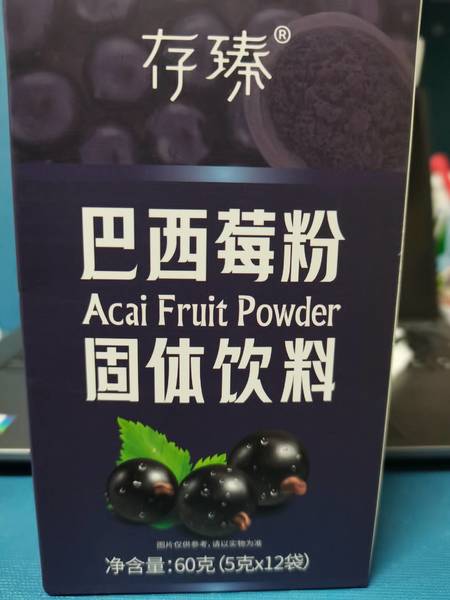 存臻®
巴西莓粉
Acai Fruit Powder
固体饮料
图片仅供参考,请以实物为准
净含量:60克(5克x12袋)